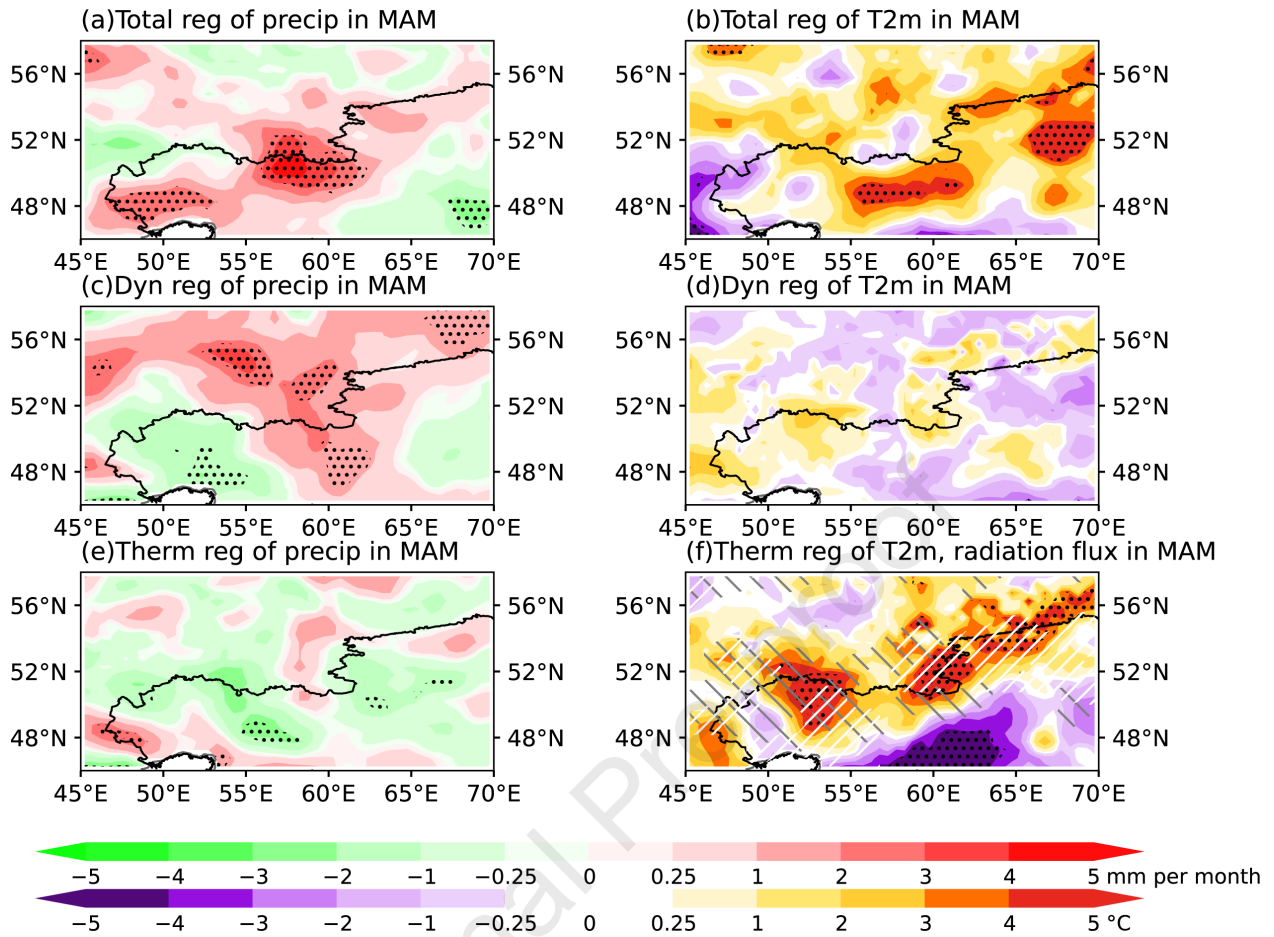 (a)Total reg of precip in MAM
(b)Total reg of T2m in MAM
56°N 56°N 56°N 56°N
52°N 52°N 52°N 52°N
48°N 48°N 48°N 48°N
45°E 50°E 55°E 60°E 65°E 70°E 45°E 50°E 55°E 60°E 65°E 70°E
(c)Dyn reg of precip in MAM
(d)Dyn reg of T2m in MAM
56°N 56°N 56°N 56°N
52°N 52°N 52°N 52°N
48°N 48°N 48°N 48°N
45°E 50°E 55°E 60°E 65°E 70°E 45°E 50°E 55°E 60°E 65°E 70°E
(e)Therm reg of precip in MAM
(f)Therm reg of T2m, radiation flux in MAM
56°N 56°N 56°N 56°N
52°N 52°N 52°N 52°N
48°N 48°N 48°N 48°N
45°E 50°E 55°E 60°E 65°E 70°E 45°E 50°E 55°E 60°E 65°E 70°E
−5 −4 −3 −2 −1 −0.25 0 0.25 1 2 3 4 5 mm per month
−5 −4 −3 −2 −1 −0.25 0 0.25 1 2 3 4 5 °C
nal Pre-proof